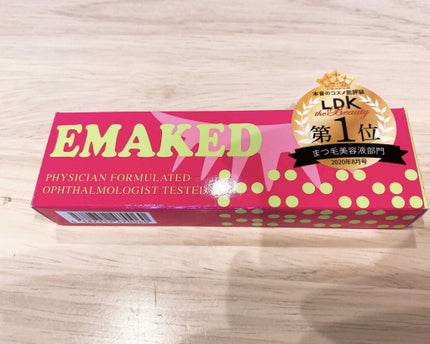 本音のコスメ批評誌
LDK
the Beauty
第1位
まつ毛美容液部門
2020年8月号
EMAKED
PHYSICIAN FORMULATED
OPHTHALMOLOGIST TESTED